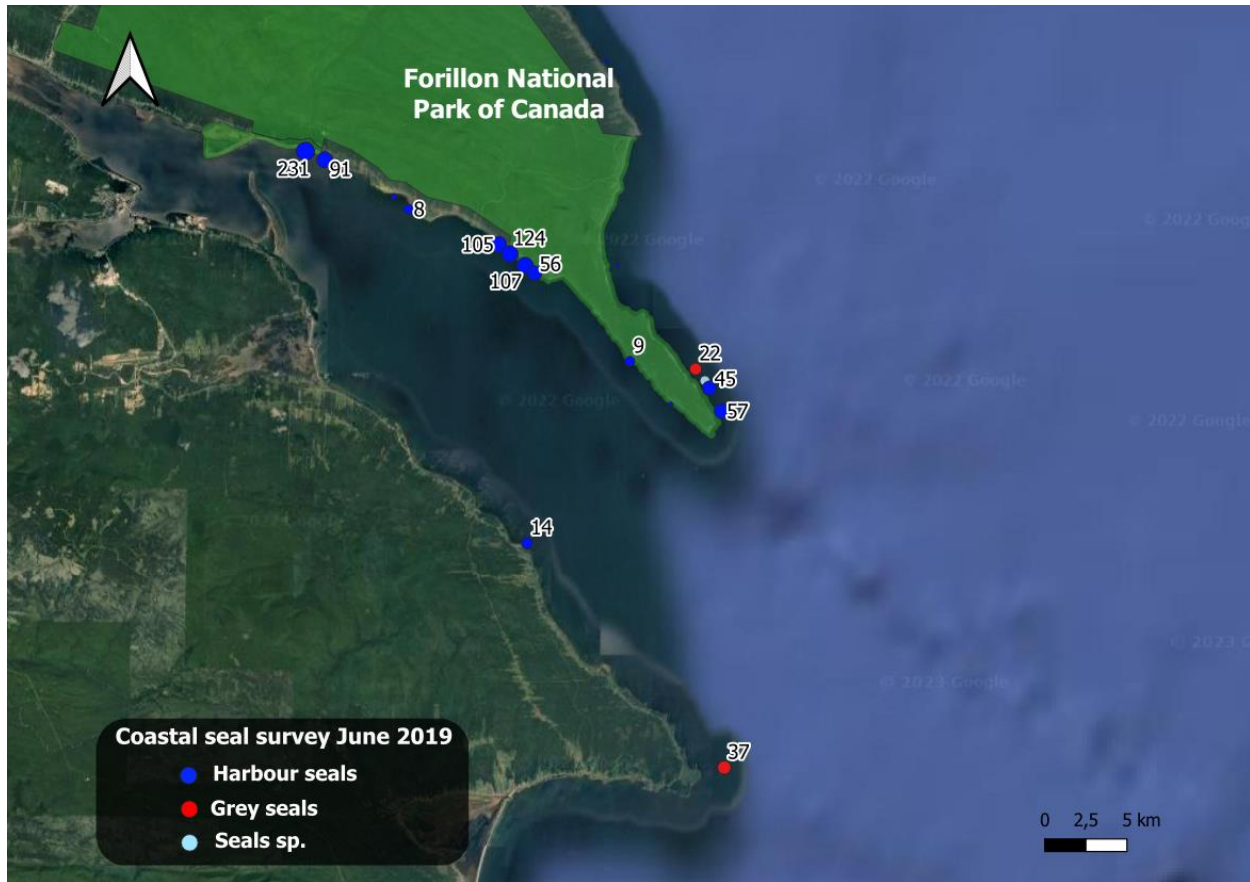 Forillon National
Park of Canada
© 2022 Google
© 2022 Google
231
91
8
105
124
2022 Google
107
56
9
22
45
© 2022 Google
57
© 2022 Google
© 2022 Google
14
© 2023 Google
37
Coastal seal survey June 2019
Harbour seals
Grey seals
Seals sp.
0 2,5 5 km